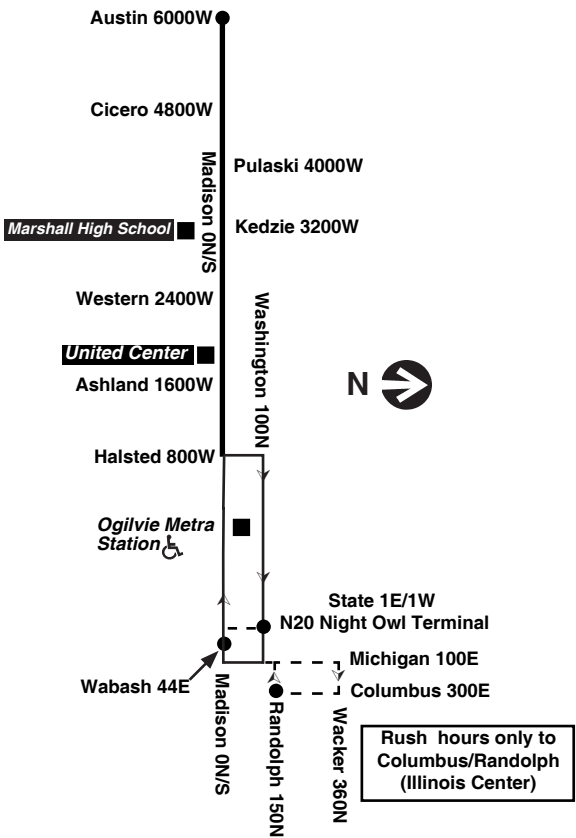 Austin 6000W
Cicero 4800W
Madison 0N/S
Pulaski 4000W
Marshall High School
Kedzie 3200W
Western 2400W
Washington 100N
United Center
Ashland 1600W
N
Halsted 800W
Ogilvie Metra
Station
State 1E/1W
N20 Night Owl Terminal
Michigan 100E
Wabash 44E
Columbus 300E
Madison 0N/S
Randolph 150N
Wacker 360N
Rush hours only to
Columbus/Randolph
(Illinois Center)